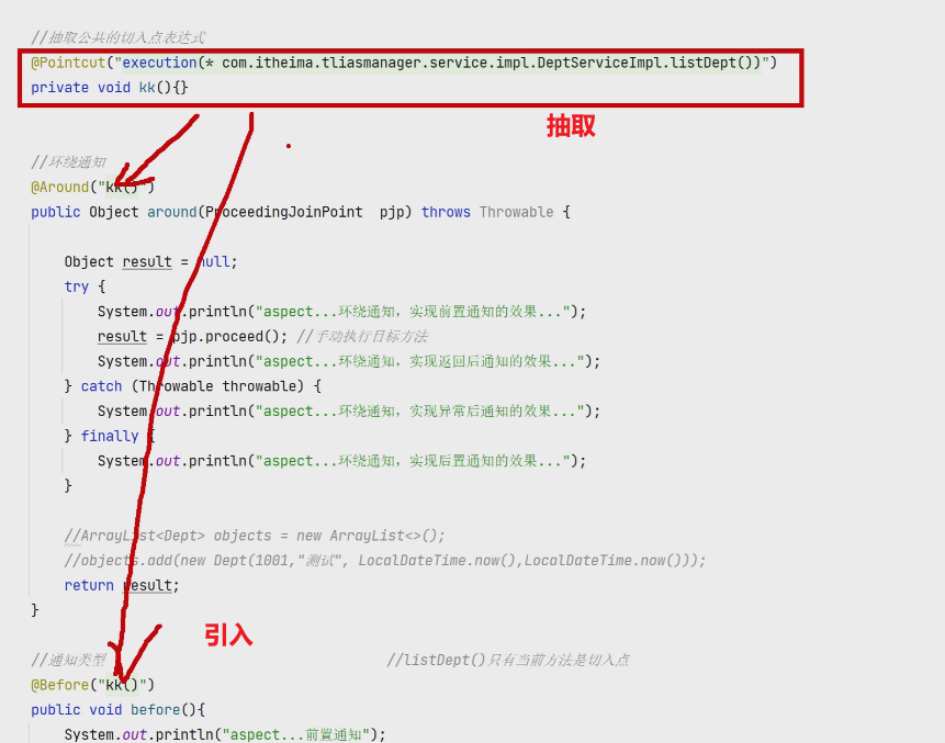 //抽取公共的切入点表达式
@Pointcut("execution(* com.itheima.tliasmanager.service.impl.DeptServiceImpl.listDept())")
private void kk(){}
抽取
//环绕通知
@Around("kk()")
public Object around(ProceedingJoinPoint pjp) throws Throwable {
Object result = null;
try {
System.out.println("aspect...环绕通知，实现前置通知的效果...");
result = pjp.proceed(); //手动执行目标方法
System.out.println("aspect...环绕通知，实现返回后通知的效果...");
} catch (Throwable throwable) {
System.out.println("aspect...环绕通知，实现异常后通知的效果...");
} finally {
System.out.println("aspect...环绕通知，实现后置通知的效果...");
}
//ArrayList<Dept> objects = new ArrayList<>();
//objects.add(new Dept(1001,"测试", LocalDateTime.now(),LocalDateTime.now()));
return result;
}
引入
//通知类型 //listDept()只有当前方法是切入点
@Before("kk()")
public void before(){
System.out.println("aspect...前置通知");